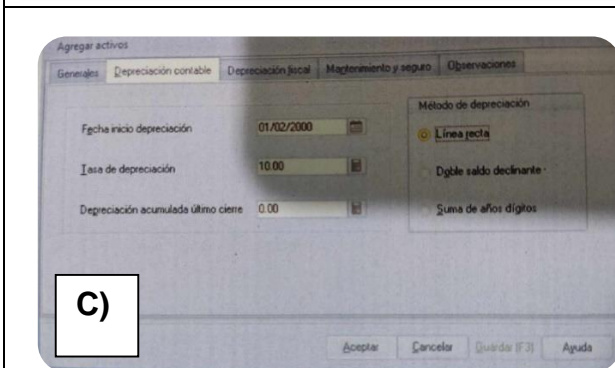 Agregar activos
Generales Depreciación contable Depreciación fiscal Mantenimiento y seguro Observaciones
Método de depreciación
Fecha inicio depreciación 01/02/2000
Línea recta
Tasa de depreciación 10.00
Doble saldo declinante
Depreciación acumulada último cierre 0.00
Suma de años dígitos
C)
Aceptar Cancelar Guardar (F3) Ayuda